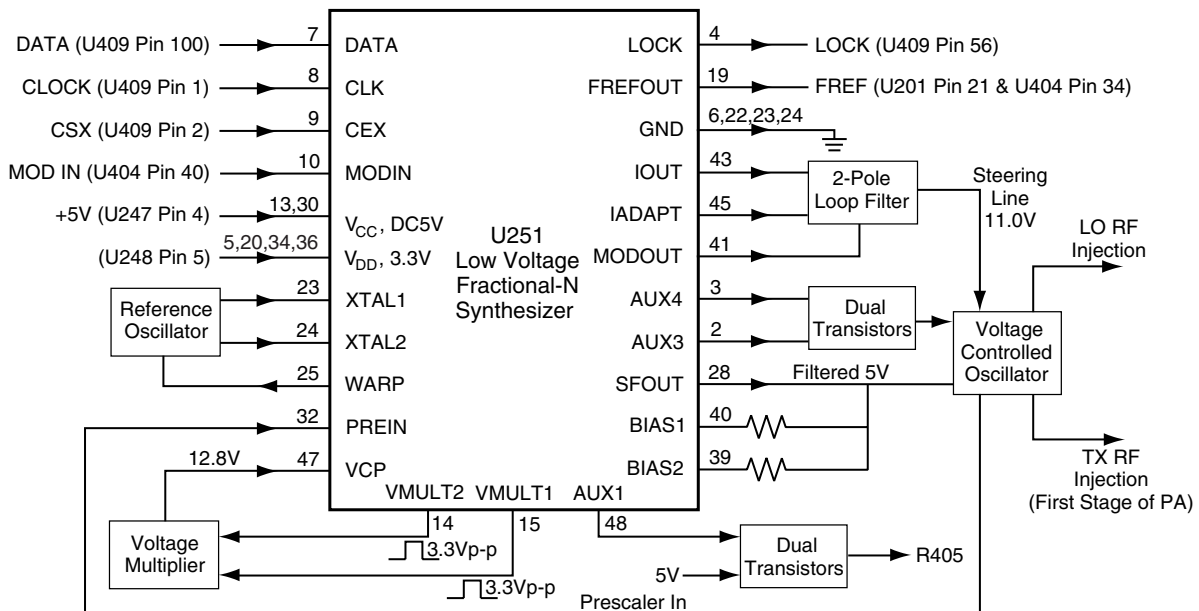 DATA (U409 Pin 100)
7
DATA
CLOCK (U409 Pin 1)
8
CLK
CSX (U409 Pin 2)
9
CEX
MOD IN (U404 Pin 40)
10
MODIN
+5V (U247 Pin 4)
13,30
VCC, DC5V
(U248 Pin 5)
5,20,34,36
VDD, 3.3V
Reference
Oscillator
23
XTAL1
24
XTAL2
25
WARP
32
PREIN
12.8V
47
VCP
U251
Low Voltage
Fractional-N
Synthesizer
LOCK
4
LOCK (U409 Pin 56)
FREFOUT
19
FREF (U201 Pin 21 & U404 Pin 34)
GND
6,22,23,24
IOUT
43
IADAPT
45
MODOUT
41
2-Pole
Loop Filter
Steering
Line
11.0V
LO RF
Injection
AUX4
3
AUX3
2
Dual
Transistors
Voltage
Controlled
Oscillator
SFOUT
28
Filtered 5V
BIAS1
40
BIAS2
39
TX RF
Injection
(First Stage of PA)
VMULT2
VMULT1
AUX1
14
15
48
Voltage
Multiplier
3.3Vp-p
3.3Vp-p
Dual
Transistors
R405
5V
Prescaler In